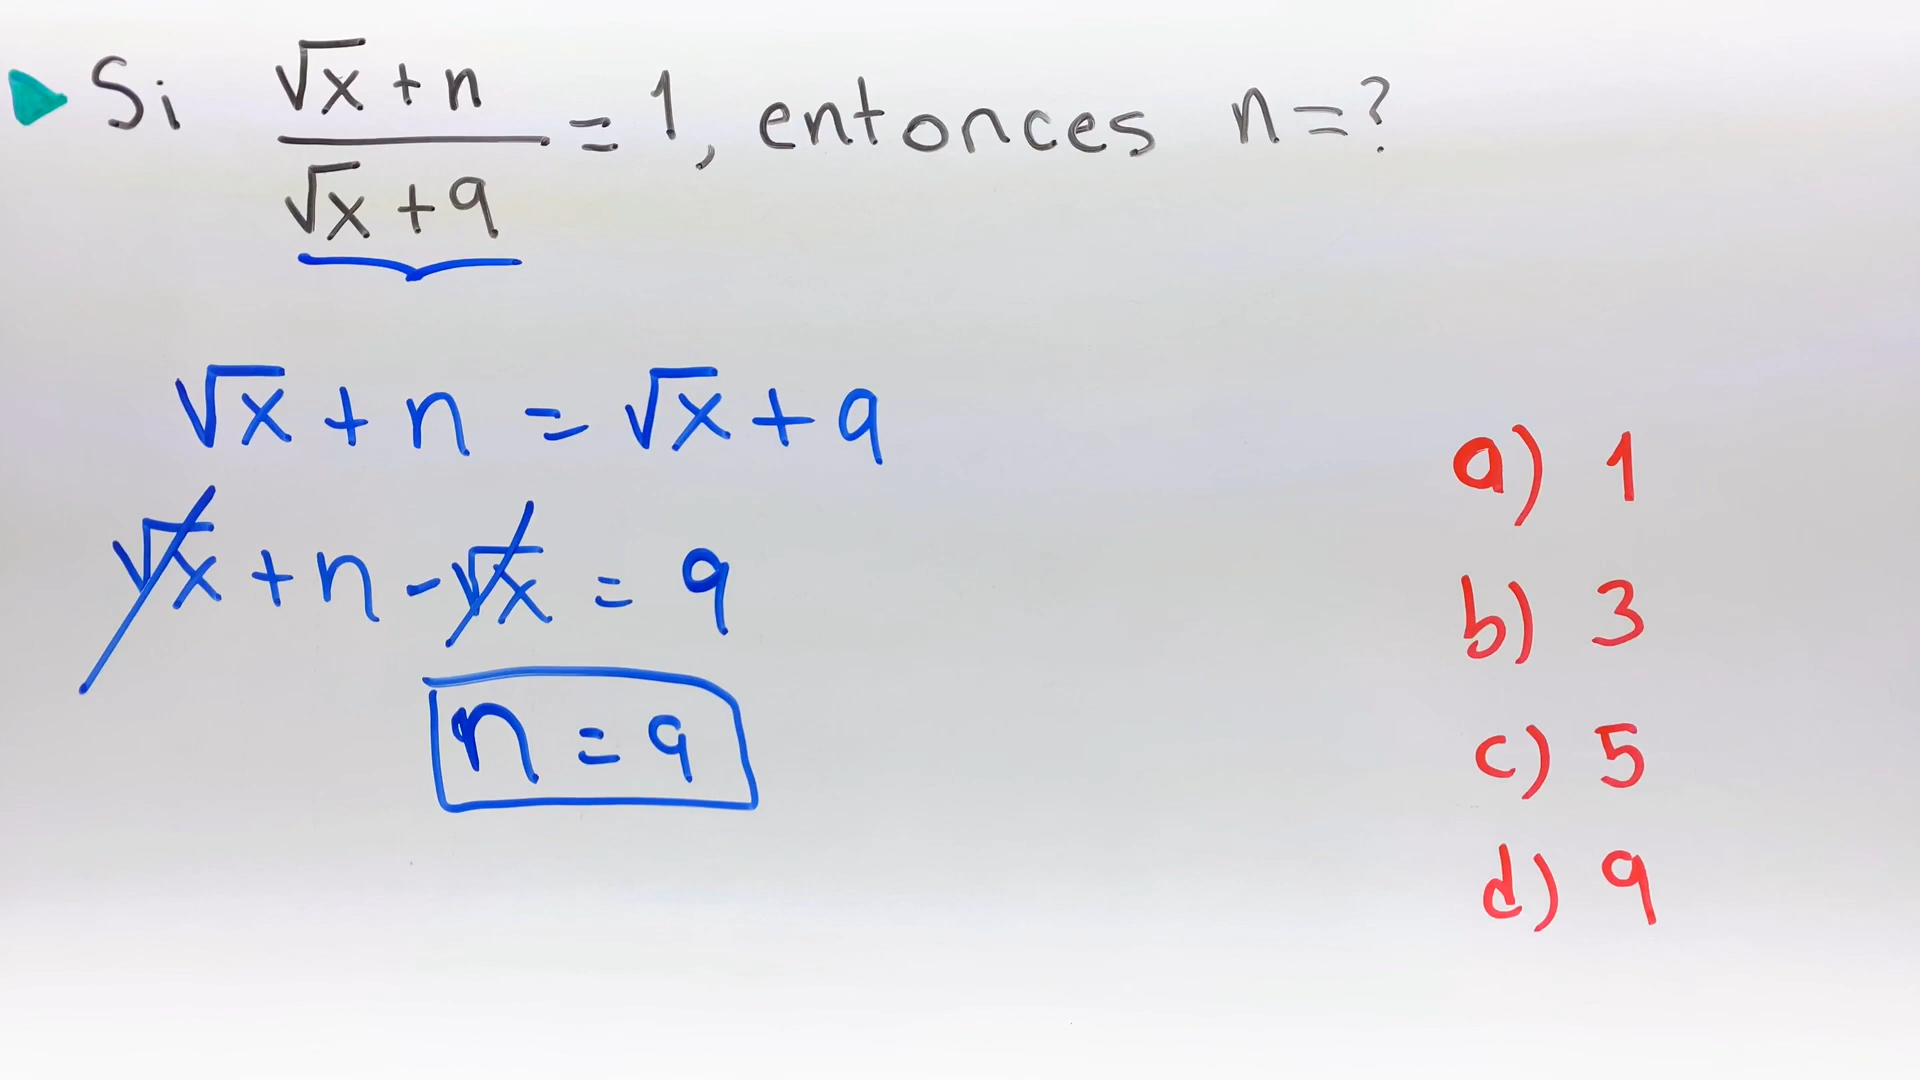 Si (√x + n)/(√x + 9) = 1, entonces n = ?
√x + n = √x + 9
√x + n - √x = 9
n = 9
a) 1
b) 3
c) 5
d) 9